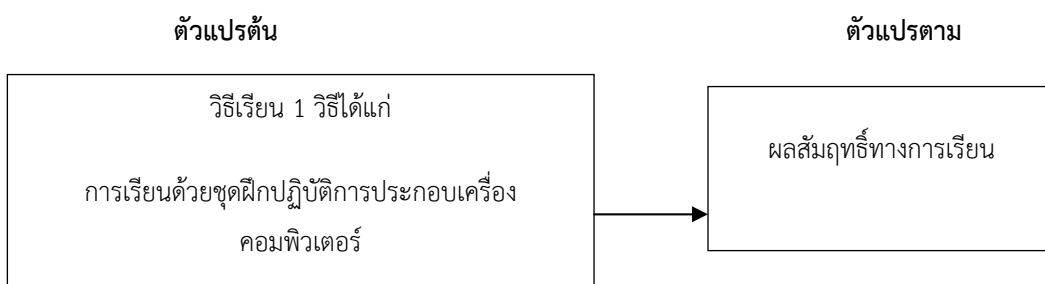 ตัวแปรต้น
ตัวแปรตาม
วิธีเรียน 1 วิธีได้แก่
การเรียนด้วยชุดฝึกปฏิบัติการประกอบเครื่อง
คอมพิวเตอร์
ผลสัมฤทธิ์ทางการเรียน